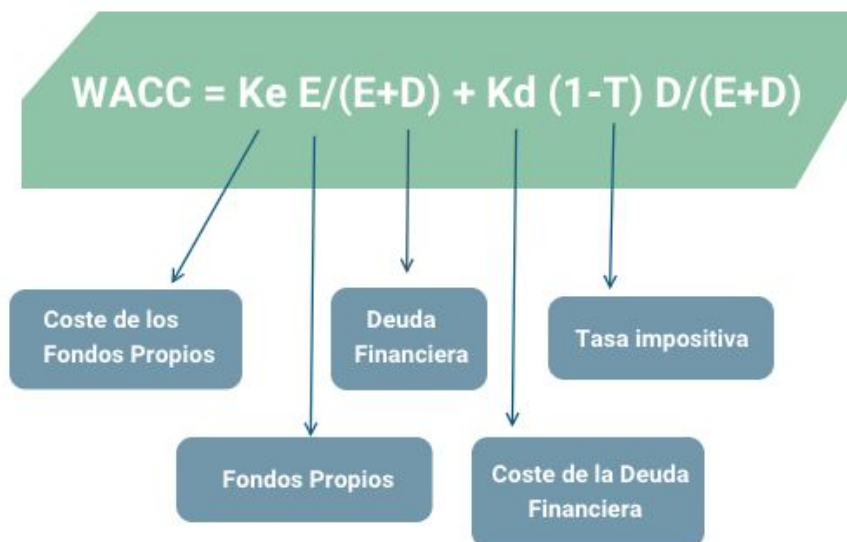 WACC = Ke E/(E+D) + Kd (1-T) D/(E+D)
Coste de los
Fondos Propios
Deuda
Financiera
Tasa impositiva
Fondos Propios
Coste de la Deuda
Financiera